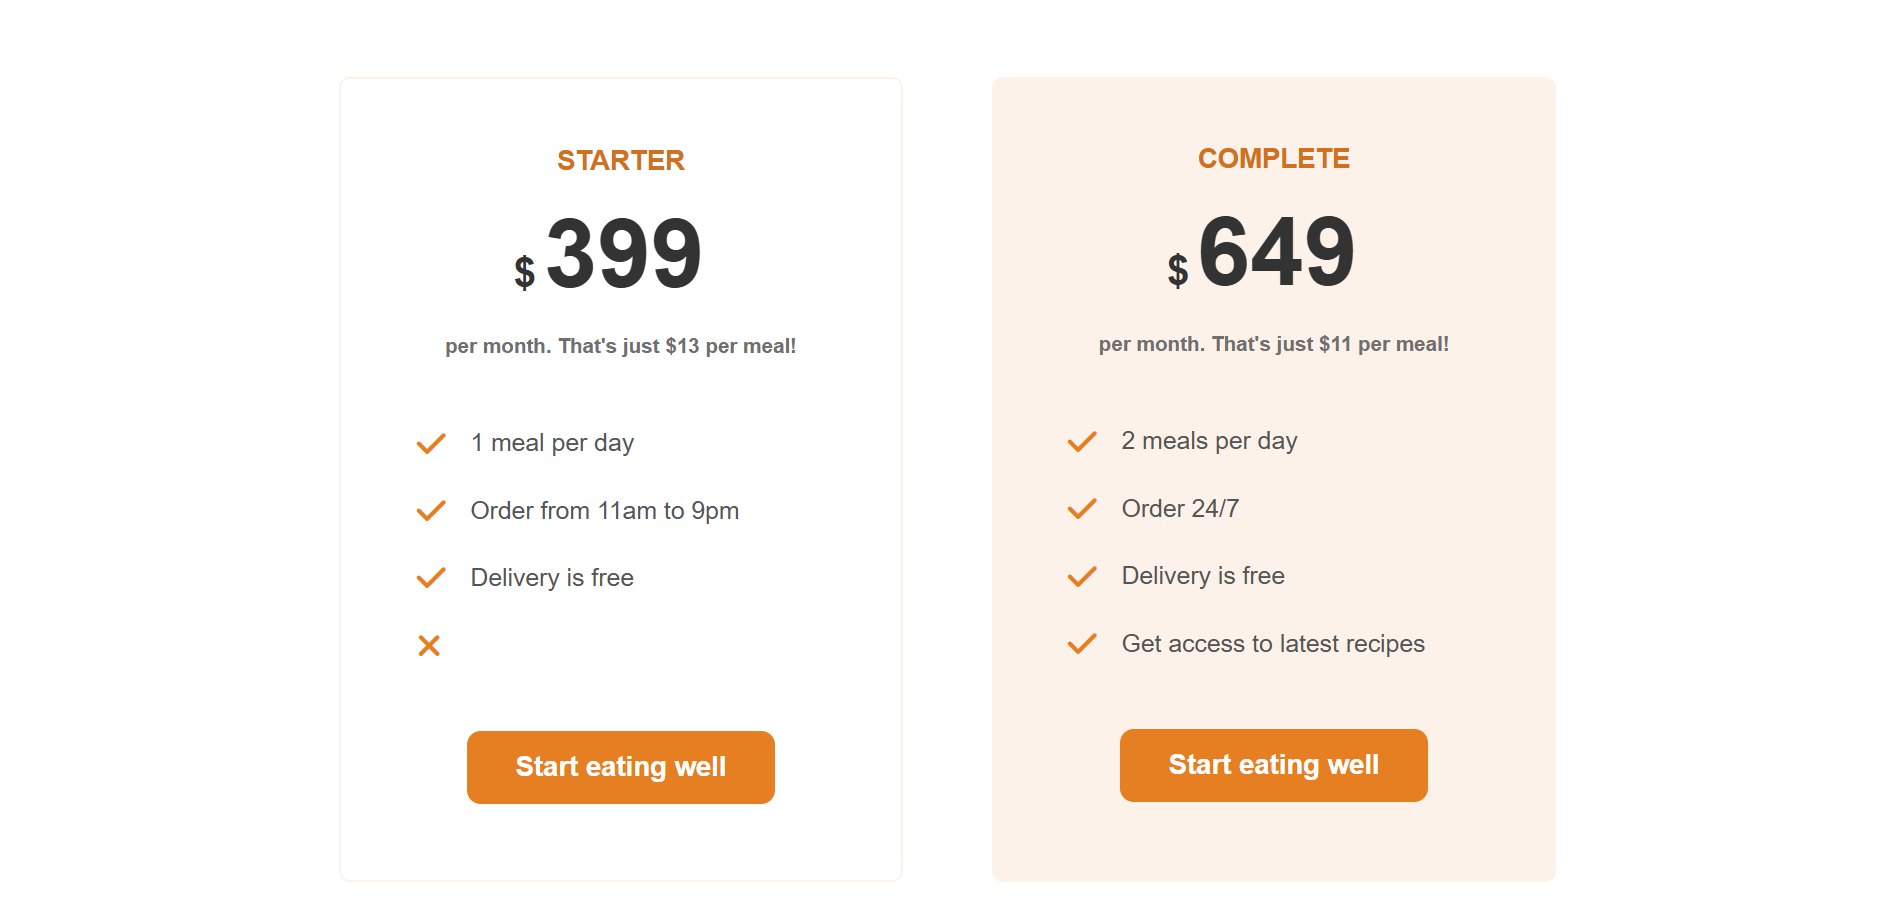 STARTER
$ 399
per month. That's just $13 per meal!
1 meal per day
Order from 11am to 9pm
Delivery is free
Start eating well
COMPLETE
$ 649
per month. That's just $11 per meal!
2 meals per day
Order 24/7
Delivery is free
Get access to latest recipes
Start eating well